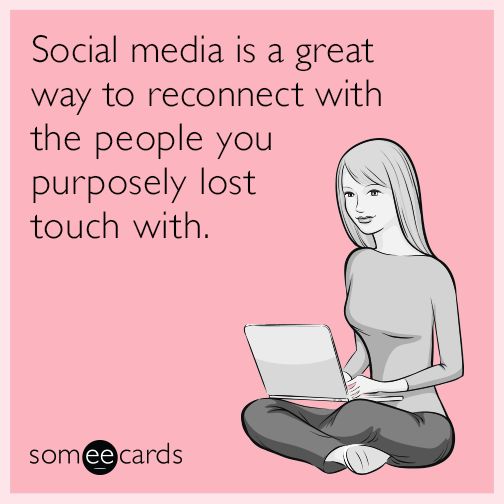 Social media is a great
way to reconnect with
the people you
purposely lost
touch with.
someecards